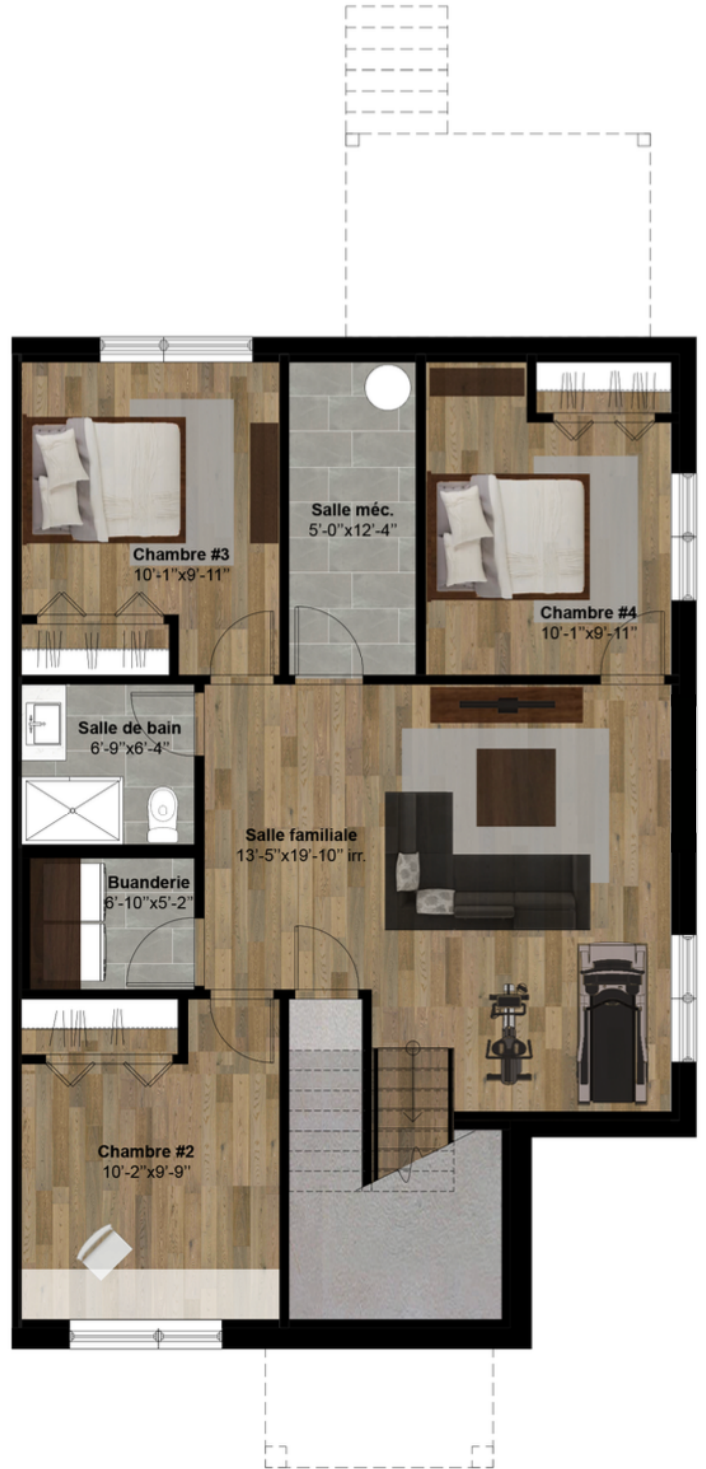 Salle méc.
5'-0"x12'-4"
Chambre #3
10'-1"x9'-11"
Chambre #4
10'-1"x9'-11"
Salle de bain
6'-9"x6'-4"
Salle familiale
13'-5"x19'-10" irr.
Buanderie
6'-10"x5'-2"
Chambre #2
10'-2"x9'-9"